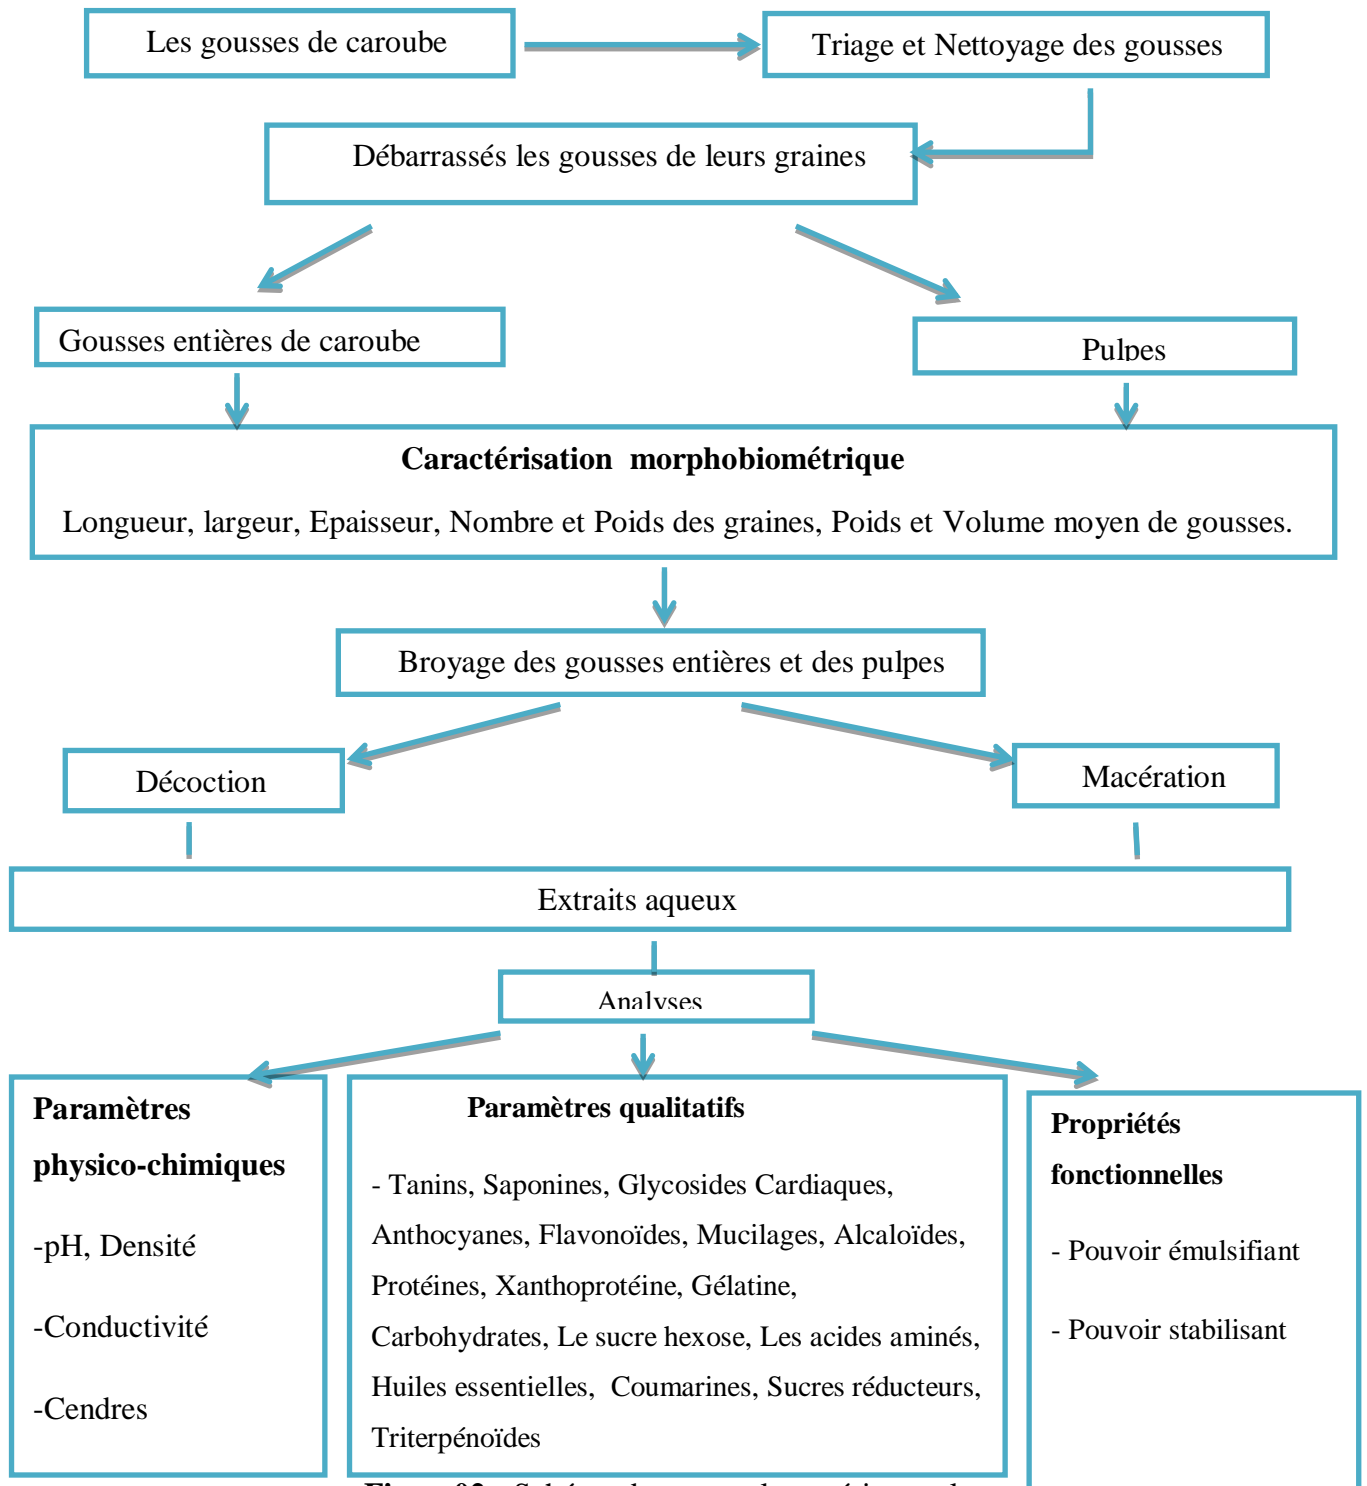 Les gousses de caroube
Triage et Nettoyage des gousses
Débarrassés les gousses de leurs graines
Gousses entières de caroube
Pulpes
Caractérisation morphobiométrique
Longueur, largeur, Epaisseur, Nombre et Poids des graines, Poids et Volume moyen de gousses.
Broyage des gousses entières et des pulpes
Décoction
Macération
Extraits aqueux
Analyses
Paramètres
physico-chimiques
-pH, Densité
-Conductivité
-Cendres
Paramètres qualitatifs
- Tanins, Saponines, Glycosides Cardiaques,
Anthocyanes, Flavonoïdes, Mucilages, Alcaloïdes,
Protéines, Xanthoprotéine, Gélatine,
Carbohydrates, Le sucre hexose, Les acides aminés,
Huiles essentielles, Coumarines, Sucres réducteurs,
Triterpénoïdes
Propriétés
fonctionnelles
- Pouvoir émulsifiant
- Pouvoir stabilisant